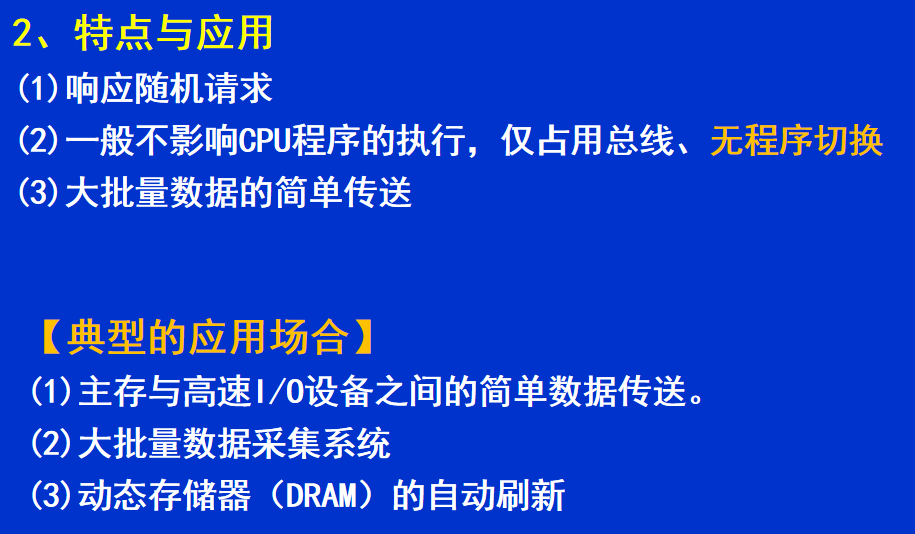 2、特点与应用
(1)响应随机请求
(2)一般不影响CPU程序的执行，仅占用总线、无程序切换
(3)大批量数据的简单传送
【典型的应用场合】
(1)主存与高速I/O设备之间的简单数据传送。
(2)大批量数据采集系统
(3)动态存储器（DRAM）的自动刷新